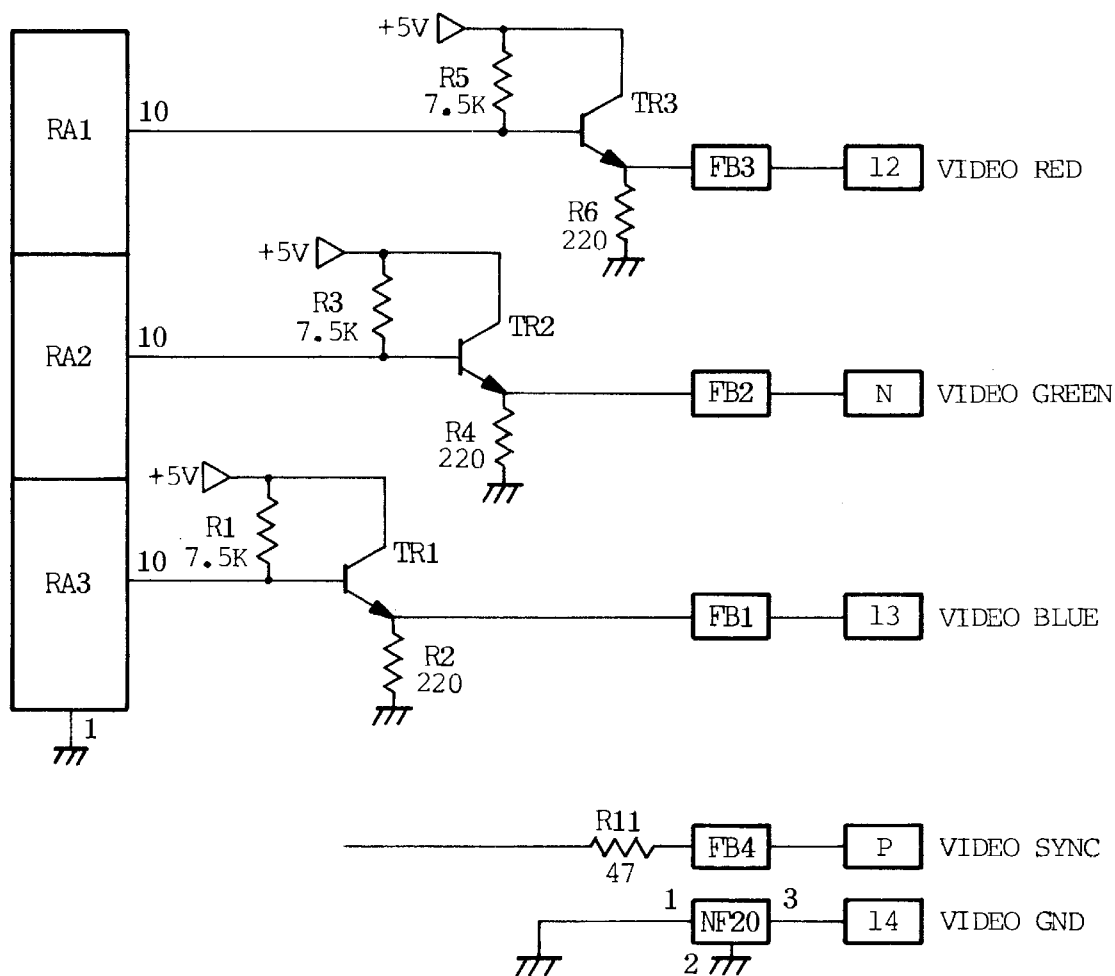 +5V
R5
7.5K
TR3
RA1
10
FB3
12
VIDEO RED
R6
220
+5V
R3
7.5K
TR2
RA2
10
FB2
N
VIDEO GREEN
R4
220
+5V
R1
7.5K
TR1
RA3
10
FB1
13
VIDEO BLUE
R2
220
1
R11
47
FB4
P
VIDEO SYNC
1
NF20
3
14
VIDEO GND
2